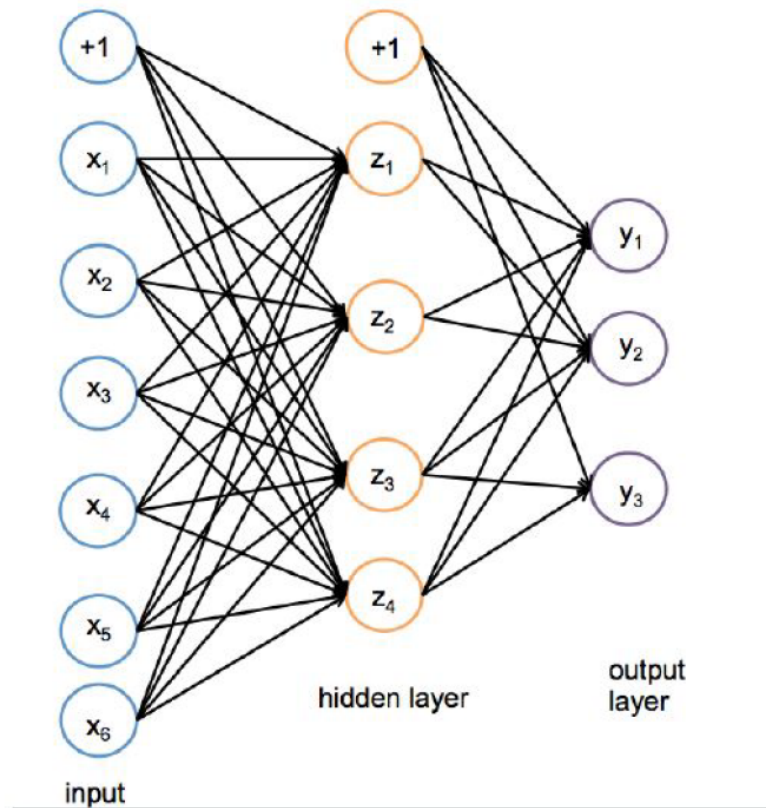 +1
x1
x2
x3
x4
x5
x6
input
+1
z1
z2
z3
z4
hidden layer
y1
y2
y3
output
layer